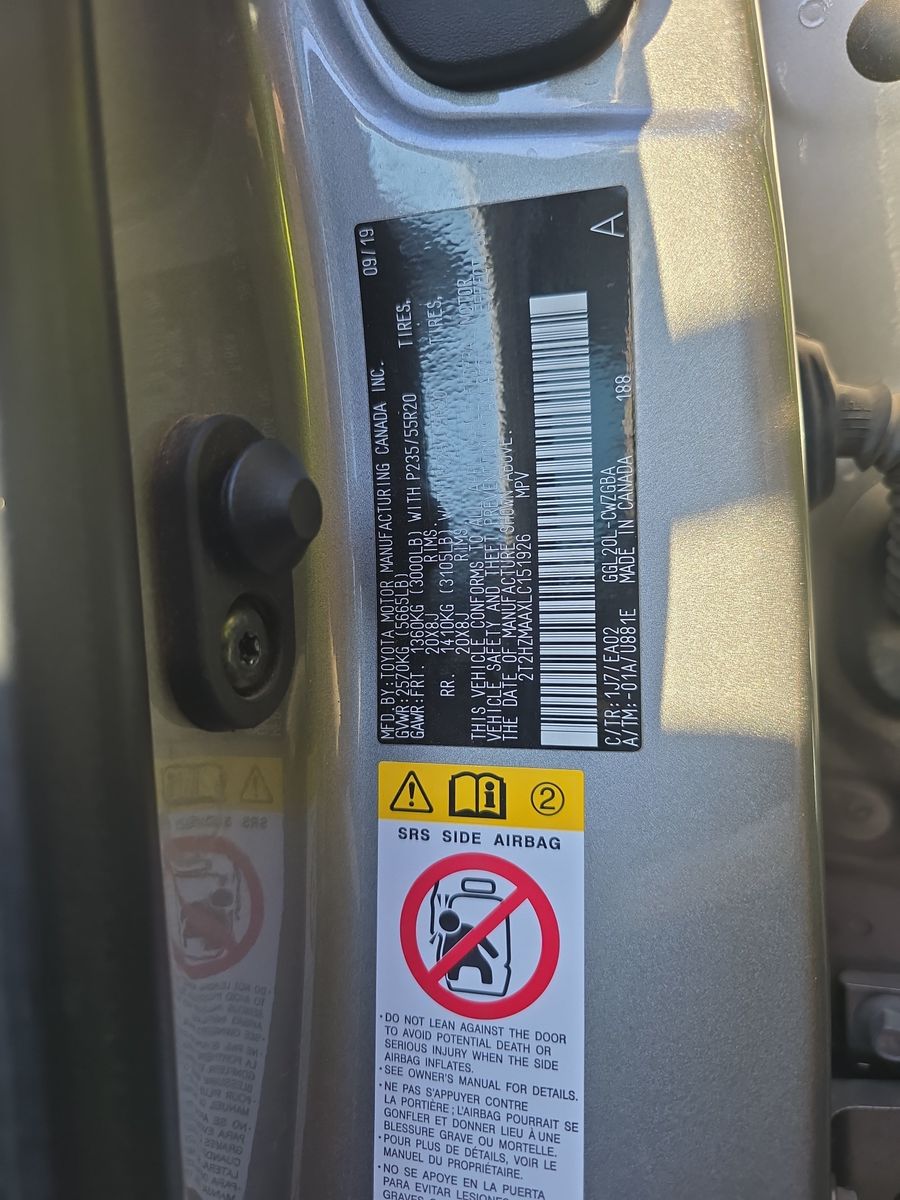 MFD.BY:TOYOTA MOTOR MANUFACTURING CANADA INC. 09/19
GVWR:2570KG (5665LB)
GAWR:FRT. 1360KG (3000LB) WITH P235/55R20 TIRES,
20X8J RIMS.
RR. 1410KG (3105LB) TIRES,
20X8J RIMS.
THIS VEHICLE CONFORMS TO MOTOR
VEHICLE SAFETY AND THEFT
THE DATE OF MANUFACTURE SHOWN ABOVE.
2T2HZMAAXLC151926 MPV
C/TR:1J7/EA02 GGL20L-CWZGBA 188
A/TM:-01A/U881E MADE IN CANADA
A
2
SRS SIDE AIRBAG
·DO NOT LEAN AGAINST THE DOOR
TO AVOID POTENTIAL DEATH OR
SERIOUS INJURY WHEN THE SIDE
AIRBAG INFLATES.
·SEE OWNER'S MANUAL FOR DETAILS.
·NE PAS S'APPUYER CONTRE
LA PORTIÈRE ; L'AIRBAG POURRAIT SE
GONFLER ET DONNER LIEU À UNE
BLESSURE GRAVE OU MORTELLE.
·POUR PLUS DE DÉTAILS, VOIR LE
MANUEL DU PROPRIÉTAIRE.
·NO SE APOYE EN LA PUERTA
PARA EVITAR LESIONES
GRAVES